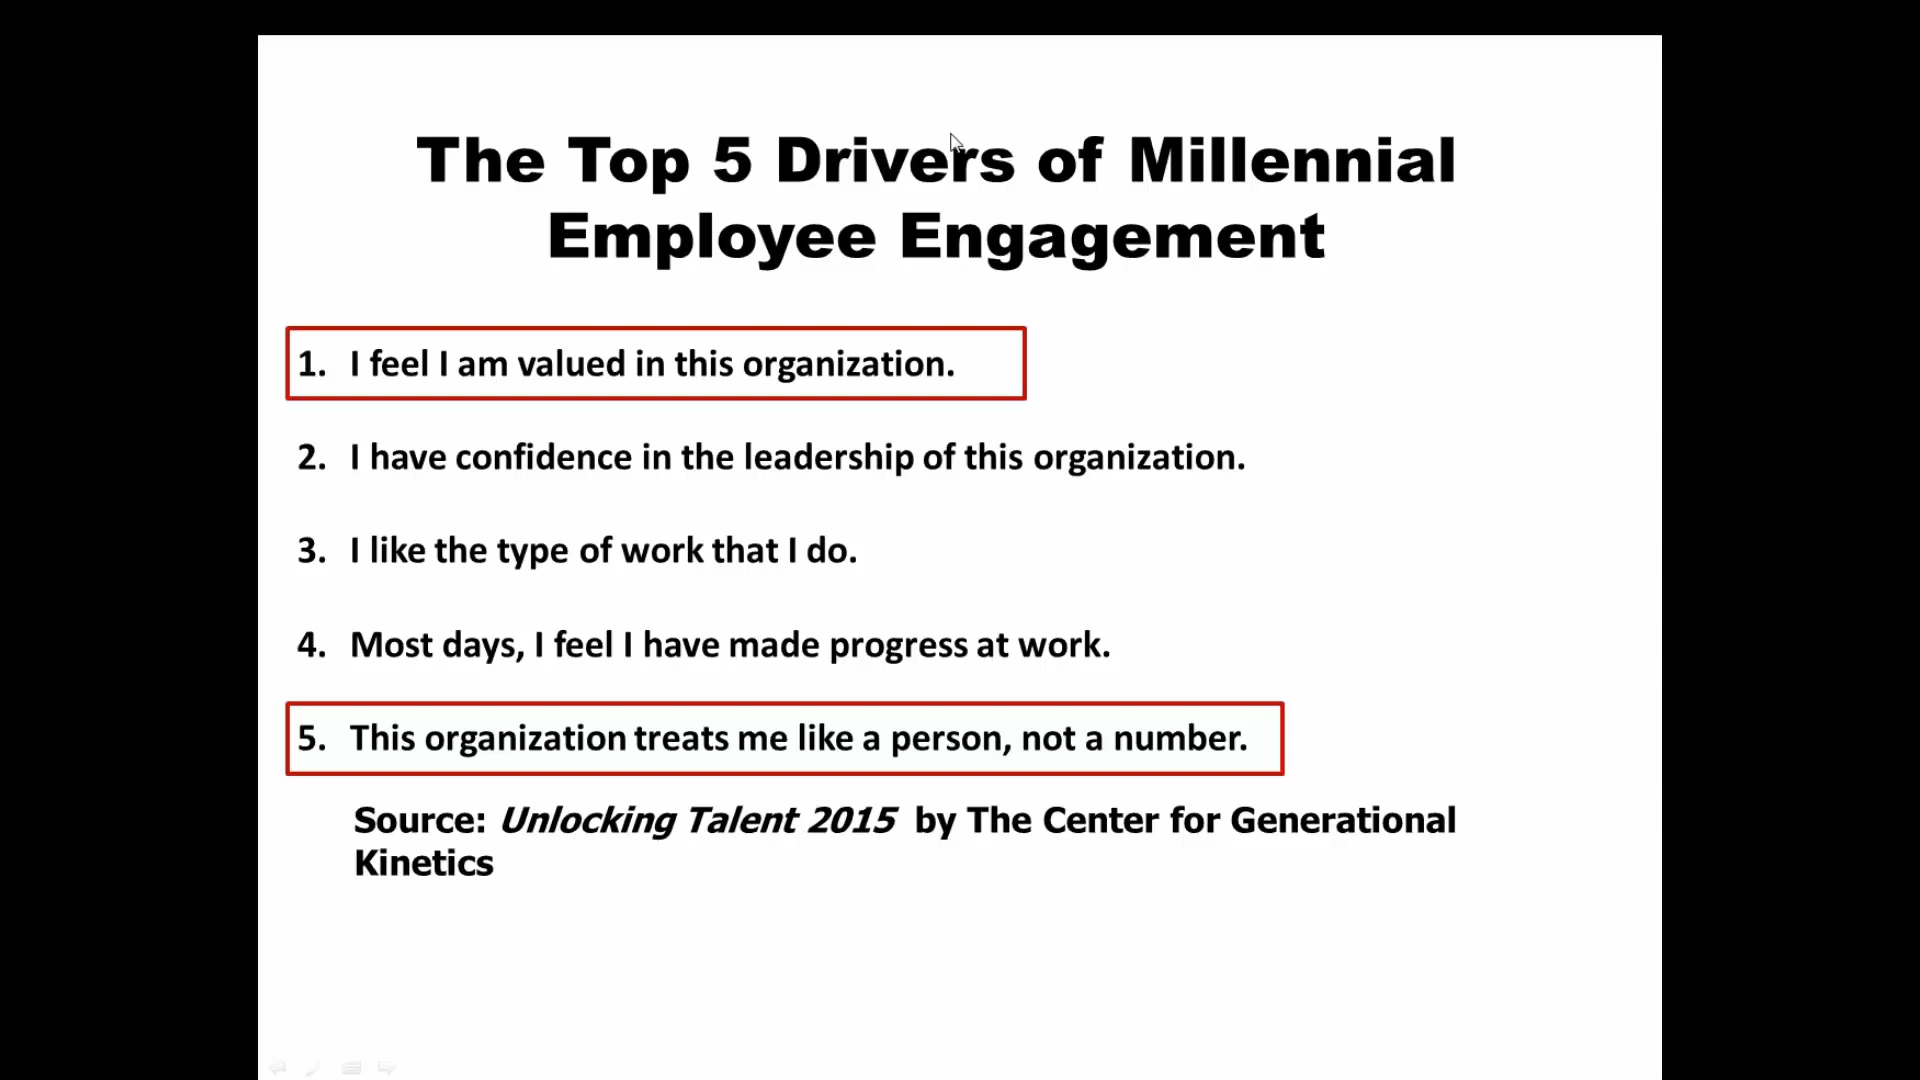 The Top 5 Drivers of Millennial
Employee Engagement
1. I feel I am valued in this organization.
2. I have confidence in the leadership of this organization.
3. I like the type of work that I do.
4. Most days, I feel I have made progress at work.
5. This organization treats me like a person, not a number.
Source: Unlocking Talent 2015 by The Center for Generational
Kinetics